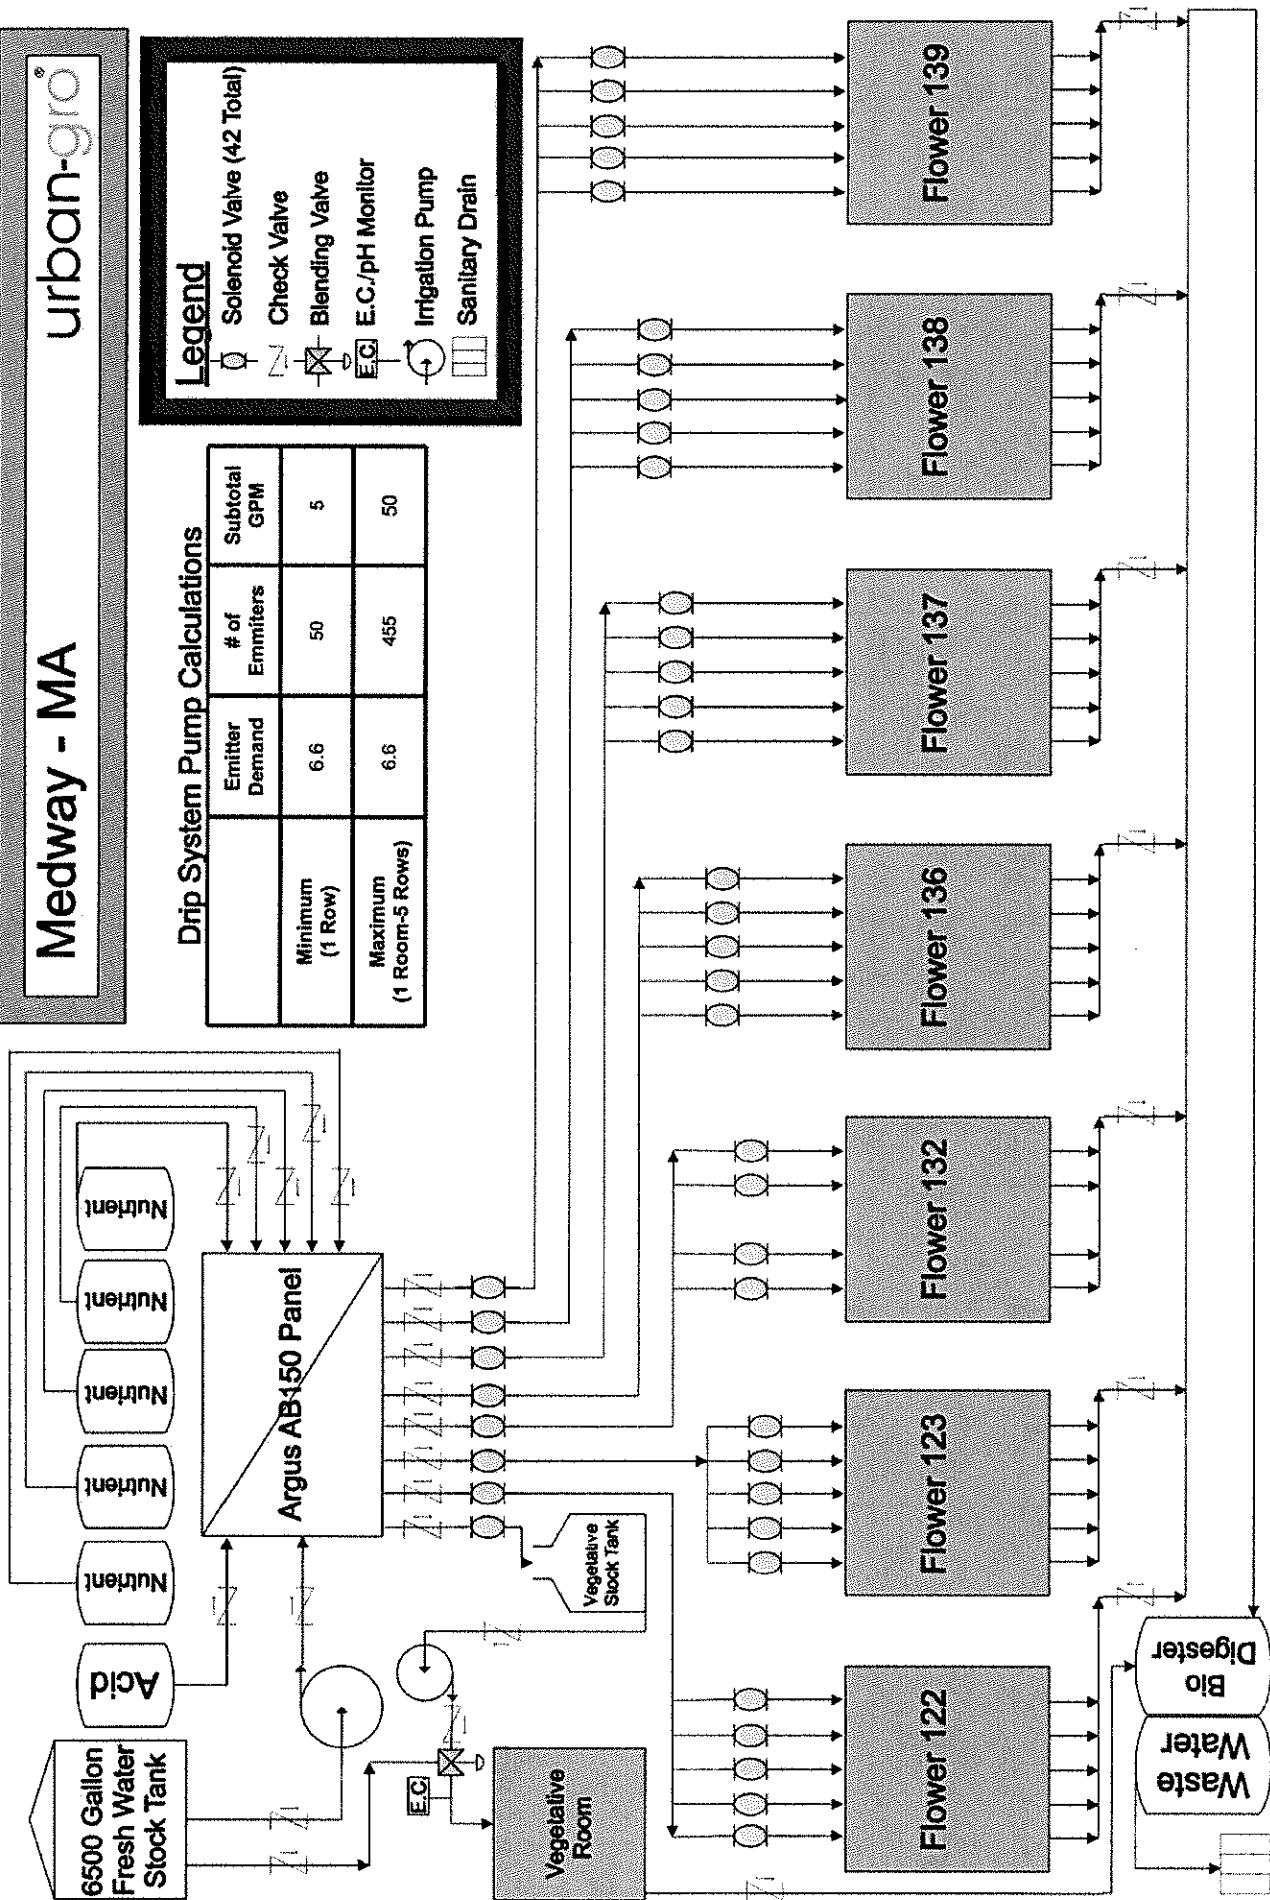 Medway - MA
urban-gro®
Drip System Pump Calculations
Emitter
Demand
# of
Emmiters
Subtotal
GPM
Minimum
(1 Row)
6.6
50
5
Maximum
(1 Room-5 Rows)
6.6
455
50
Legend
Solenoid Valve (42 Total)
Check Valve
Blending Valve
E.C. E.C./pH Monitor
Irrigation Pump
Sanitary Drain
6500 Gallon
Fresh Water
Stock Tank
Acid
Nutrient
Nutrient
Nutrient
Nutrient
Nutrient
Argus AB150 Panel
E.C
Vegetative
Stock Tank
Vegetative
Room
Flower 122
Flower 123
Flower 132
Flower 136
Flower 137
Flower 138
Flower 139
Waste
Water
Bio
Digester